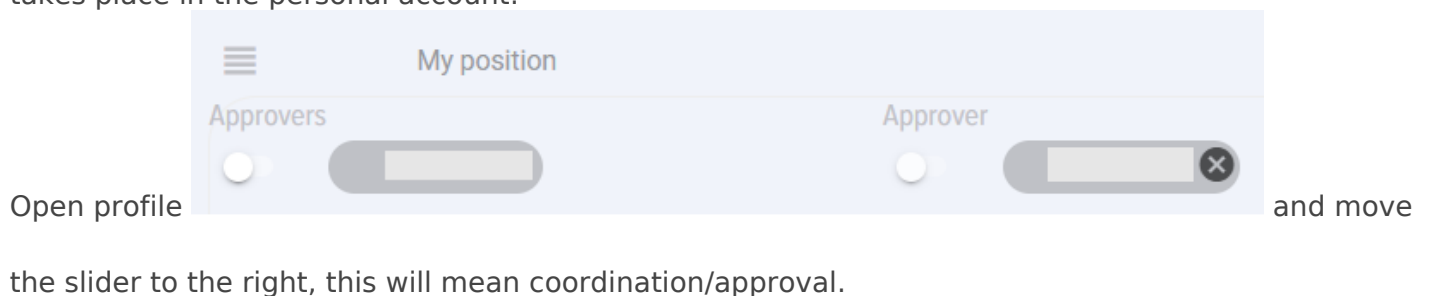 takes place in the personal account.
My position
Approvers
Approver
Open profile and move
the slider to the right, this will mean coordination/approval.